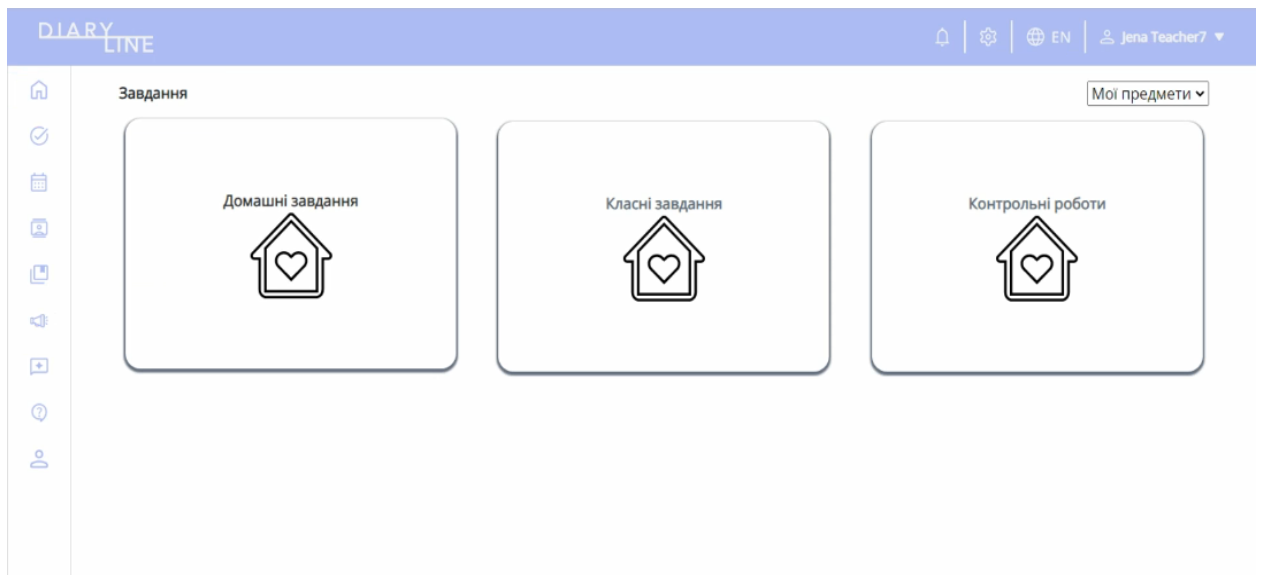 DIARY
LINE
EN
Jena Teacher7
Завдання
Мої предмети
Домашні завдання
Класні завдання
Контрольні роботи